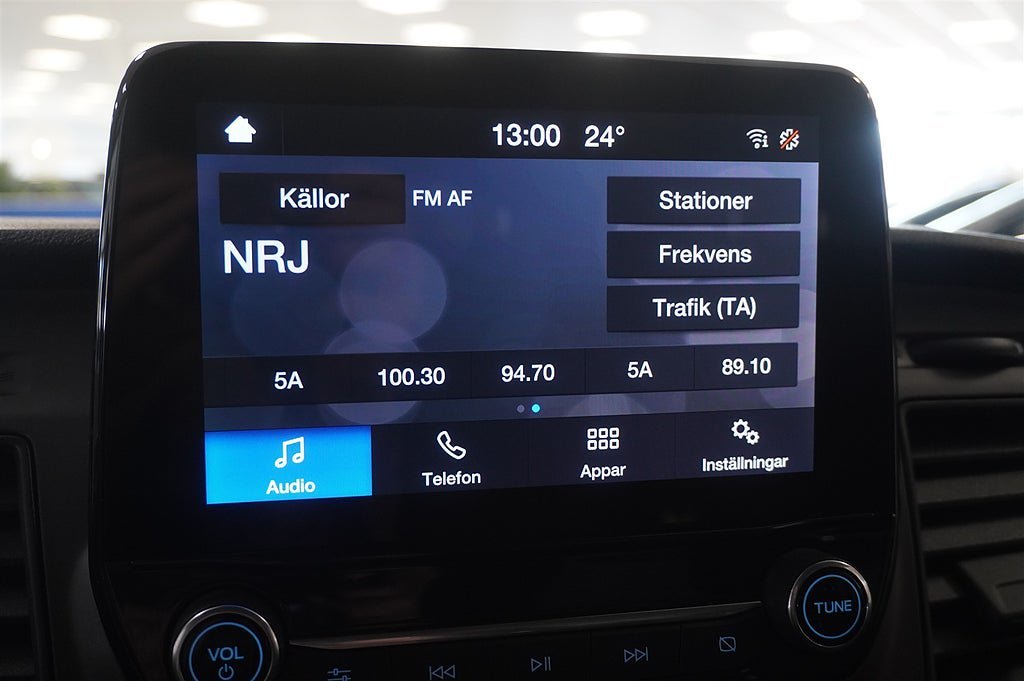 13:00 24°
Källor FM AF Stationer
NRJ Frekvens
Trafik (TA)
5A 100.30 94.70 5A 89.10
Audio Telefon Appar Inställningar
VOL TUNE